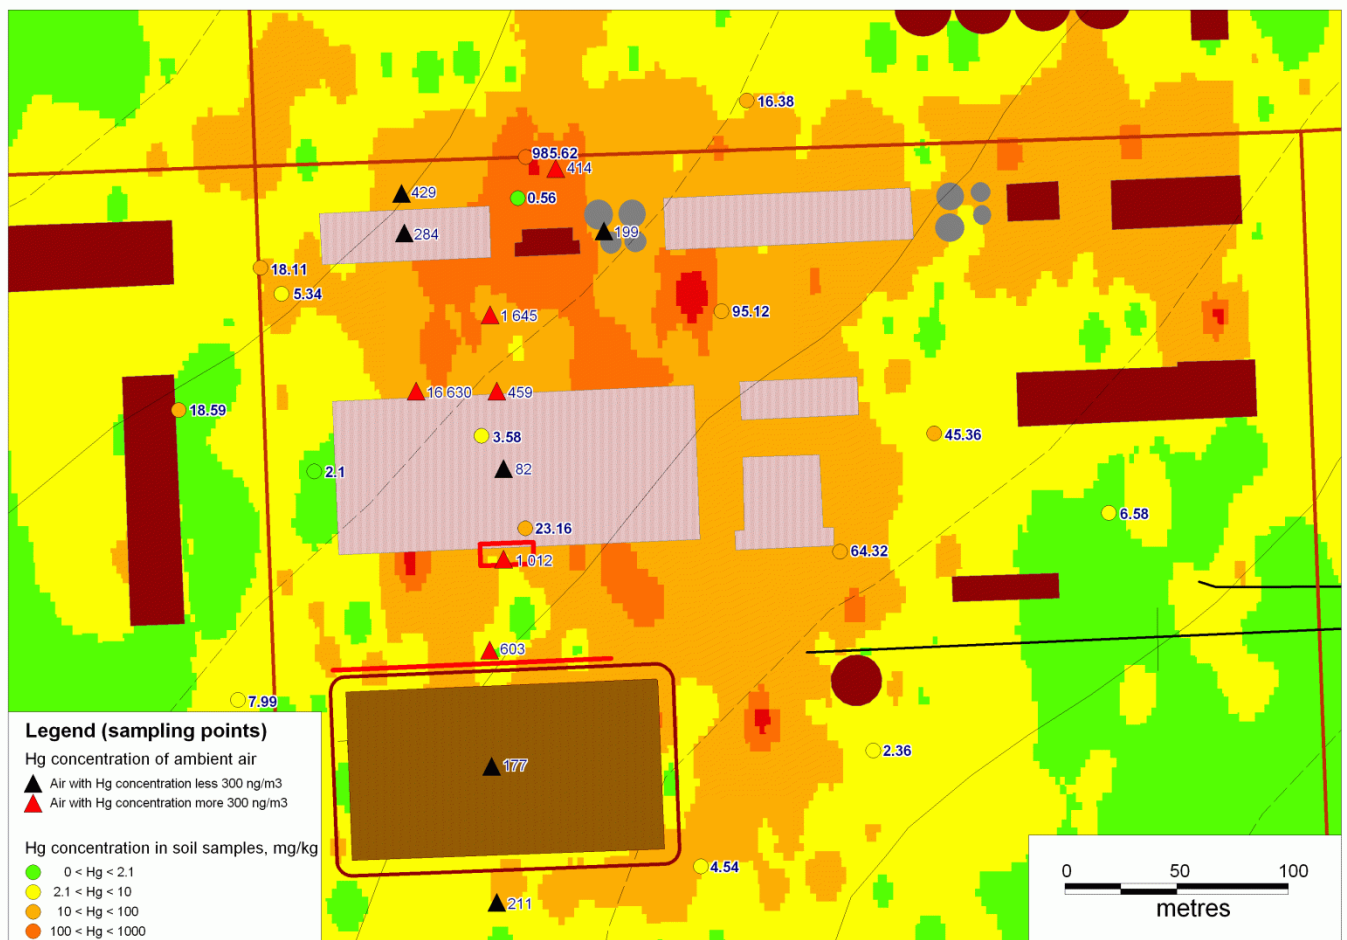 16.38
985.62
414
429
0.56
284
199
18.11
5.34
1 645
95.12
16 630
459
18.59
3.58
45.36
2.1
82
6.58
23.16
64.32
1 012
603
7.99
2.36
177
4.54
211
Legend (sampling points)
Hg concentration of ambient air
Air with Hg concentration less 300 ng/m3
Air with Hg concentration more 300 ng/m3
Hg concentration in soil samples, mg/kg
0 < Hg < 2.1
2.1 < Hg < 10
10 < Hg < 100
100 < Hg < 1000
0 50 100
metres